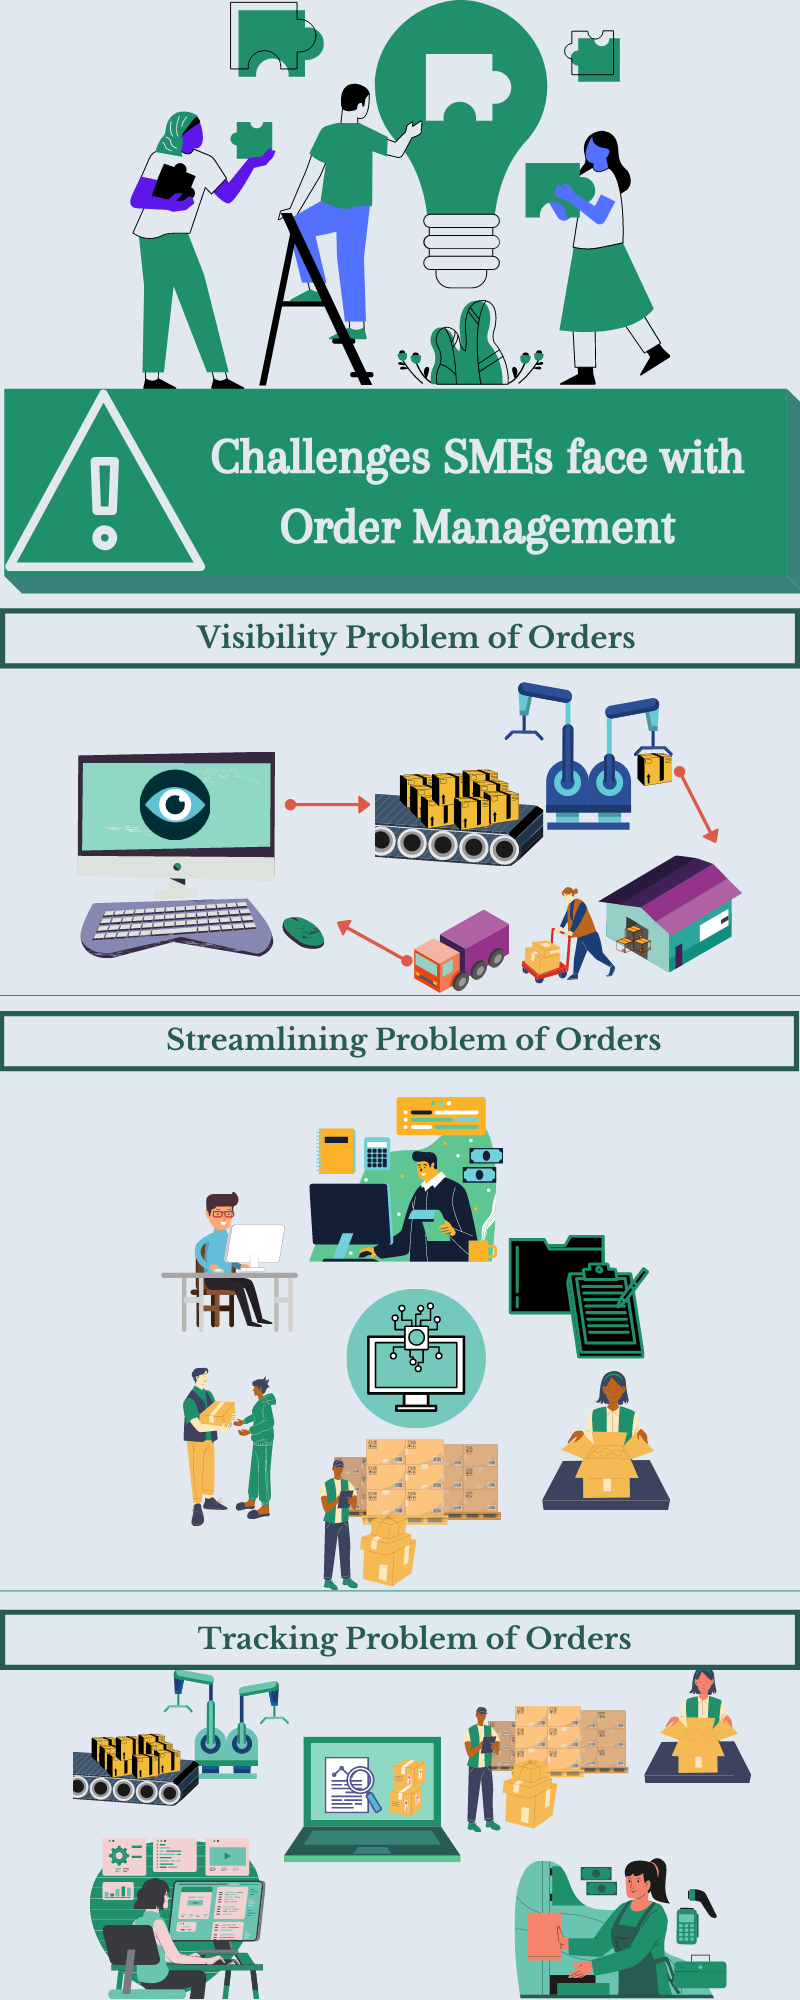 Challenges SMEs face with
Order Management
Visibility Problem of Orders
Streamlining Problem of Orders
Tracking Problem of Orders